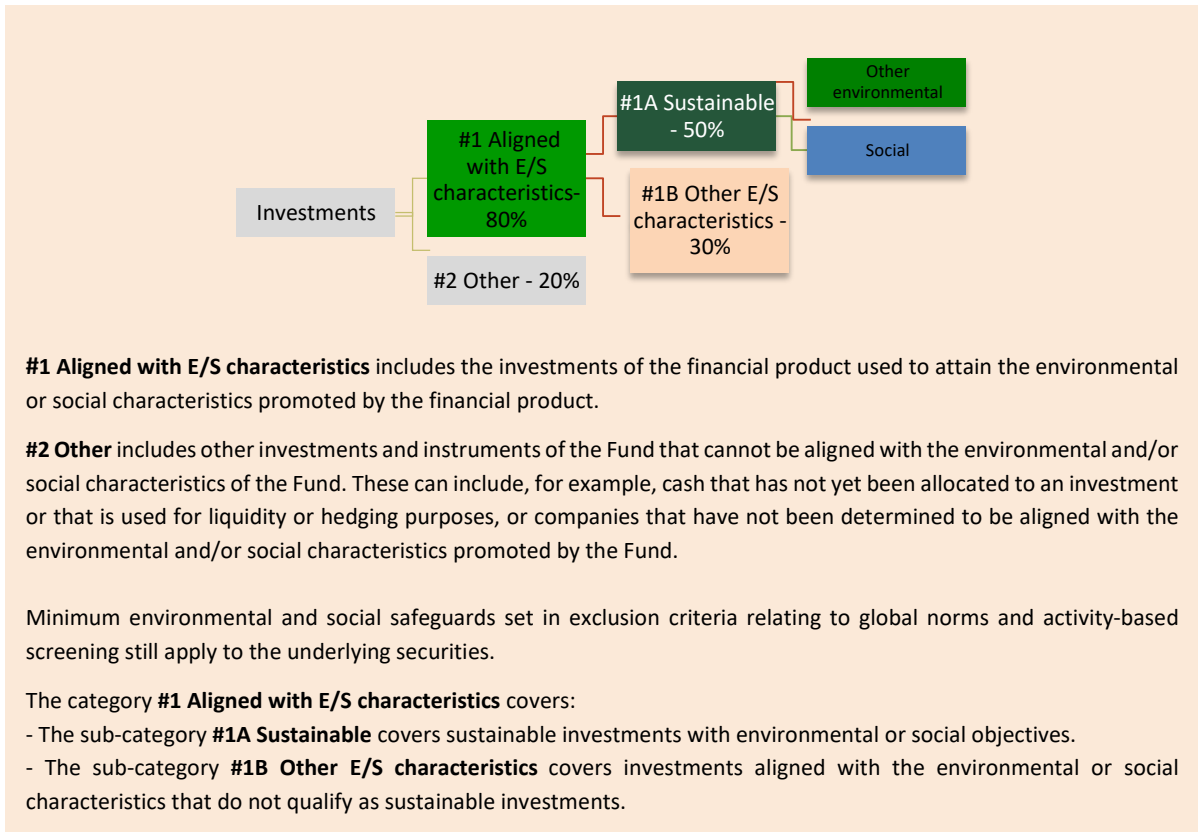 Investments
#1 Aligned
with E/S
characteristics-
80%
#2 Other - 20%
#1A Sustainable
- 50%
#1B Other E/S
characteristics -
30%
Other
environmental
Social
#1 Aligned with E/S characteristics includes the investments of the financial product used to attain the environmental
or social characteristics promoted by the financial product.
#2 Other includes other investments and instruments of the Fund that cannot be aligned with the environmental and/or
social characteristics of the Fund. These can include, for example, cash that has not yet been allocated to an investment
or that is used for liquidity or hedging purposes, or companies that have not been determined to be aligned with the
environmental and/or social characteristics promoted by the Fund.
Minimum environmental and social safeguards set in exclusion criteria relating to global norms and activity-based
screening still apply to the underlying securities.
The category #1 Aligned with E/S characteristics covers:
- The sub-category #1A Sustainable covers sustainable investments with environmental or social objectives.
- The sub-category #1B Other E/S characteristics covers investments aligned with the environmental or social
characteristics that do not qualify as sustainable investments.